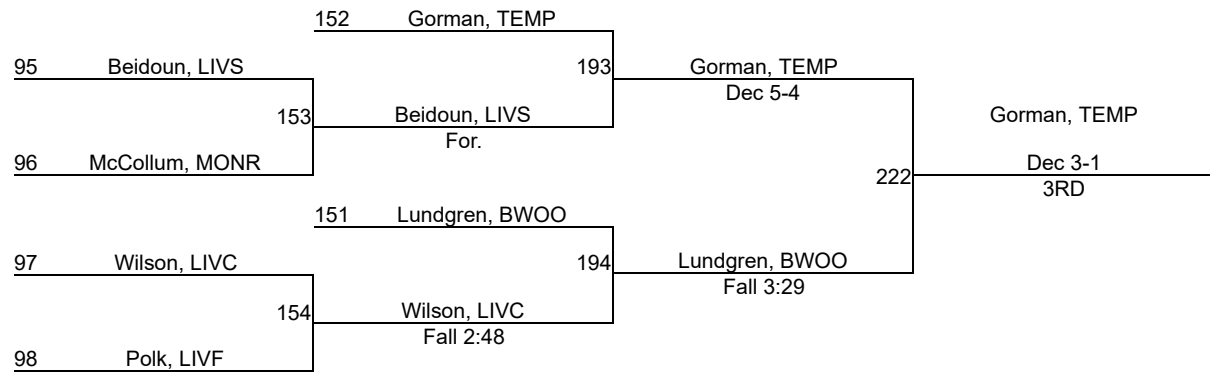 152 Gorman, TEMP
95 Beidoun, LIVS
193 Gorman, TEMP
Dec 5-4
153 Beidoun, LIVS
For.
Gorman, TEMP
96 McCollum, MONR
222 Dec 3-1
3RD
151 Lundgren, BWOO
97 Wilson, LIVC
194 Lundgren, BWOO
Fall 3:29
154 Wilson, LIVC
Fall 2:48
98 Polk, LIVF